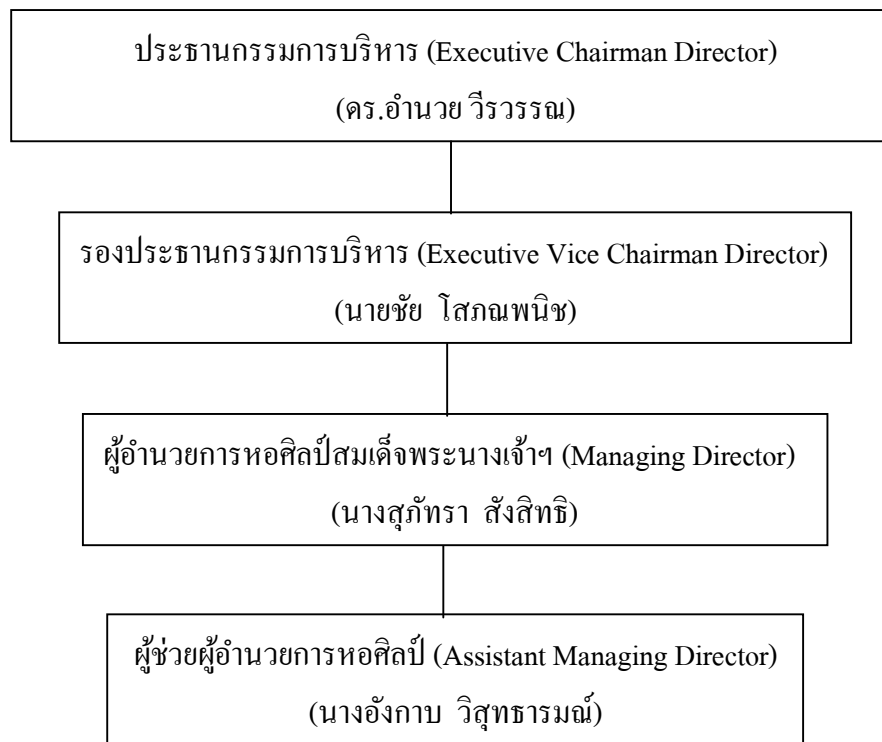 ประธานกรรมการบริหาร (Executive Chairman Director)
(ดร.อำนวย วีรวรรณ)
รองประธานกรรมการบริหาร (Executive Vice Chairman Director)
(นายชัย โสภณพนิช)
ผู้อำนวยการหอศิลป์สมเด็จพระนางเจ้าฯ (Managing Director)
(นางสุภัทรา สังสิทธิ)
ผู้ช่วยผู้อำนวยการหอศิลป์ (Assistant Managing Director)
(นางอังกาบ วิสุทธารมณ์)